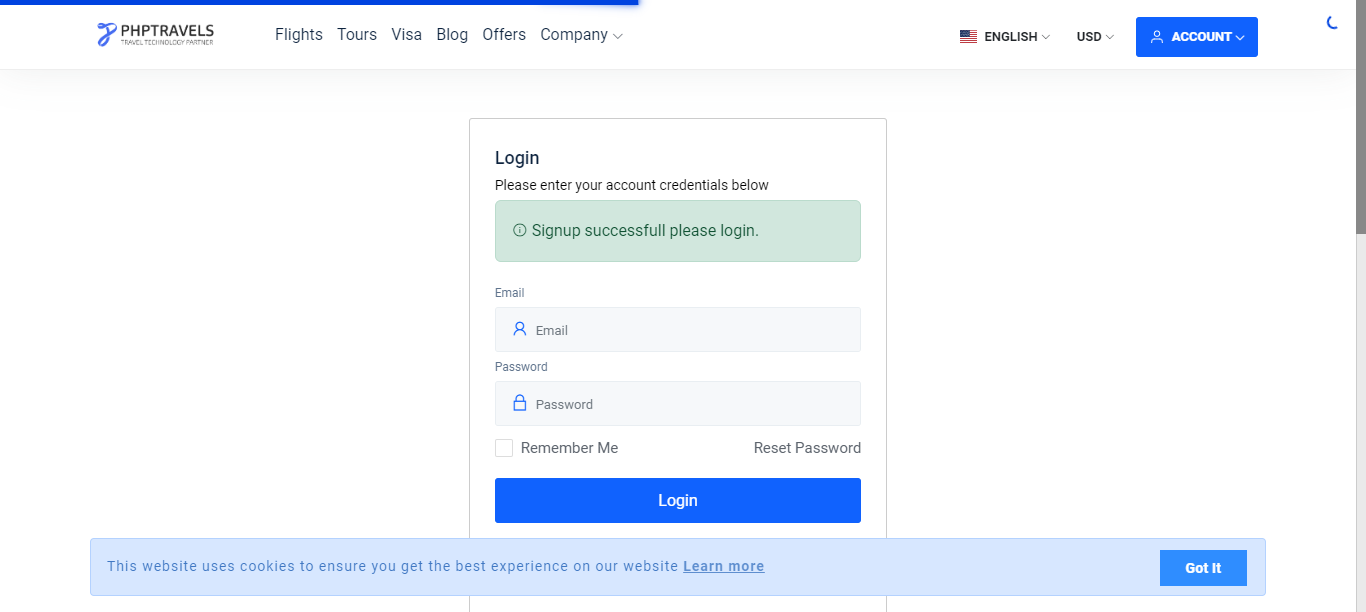 PHPTRAVELS
TRAVEL TECHNOLOGY PARTNER
Flights Tours Visa Blog Offers Company
ENGLISH USD ACCOUNT
Login
Please enter your account credentials below
Signup successfull please login.
Email
Email
Password
Password
Remember Me Reset Password
Login
This website uses cookies to ensure you get the best experience on our website Learn more Got It